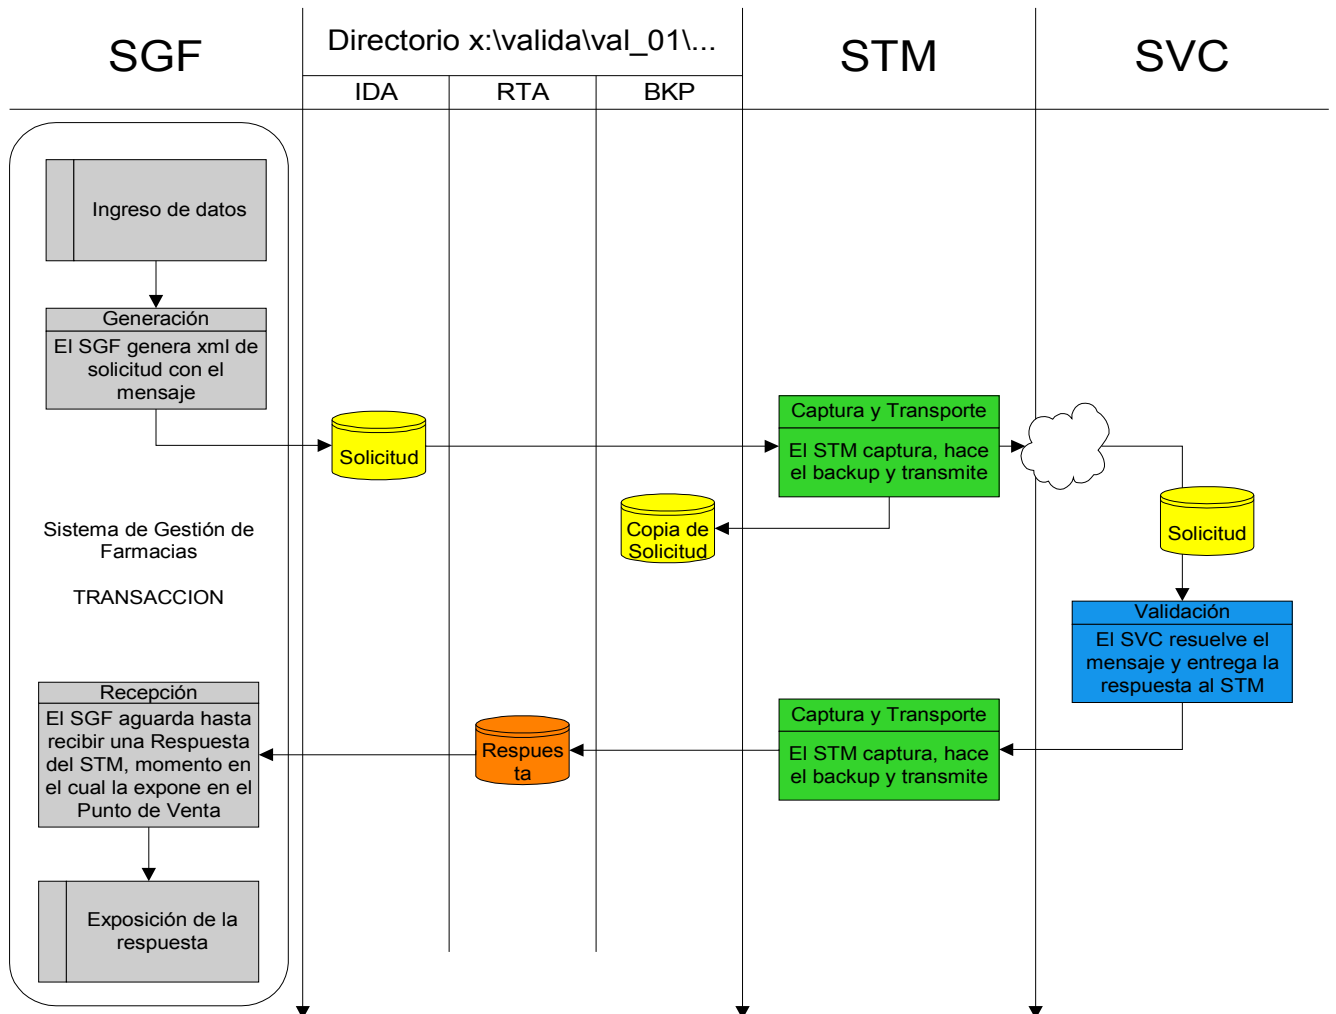 SGF
Directorio x:\valida\val_01\...
STM
SVC
IDA
RTA
BKP
Ingreso de datos
Generación
El SGF genera xml de
solicitud con el
mensaje
Solicitud
Captura y Transporte
El STM captura, hace
el backup y transmite
Copia de
Solicitud
Solicitud
Sistema de Gestión de
Farmacias
TRANSACCION
Validación
El SVC resuelve el
mensaje y entrega la
respuesta al STM
Recepción
El SGF aguarda hasta
recibir una Respuesta
del STM, momento en
el cual la expone en el
Punto de Venta
Respues
ta
Captura y Transporte
El STM captura, hace
el backup y transmite
Exposición de la
respuesta